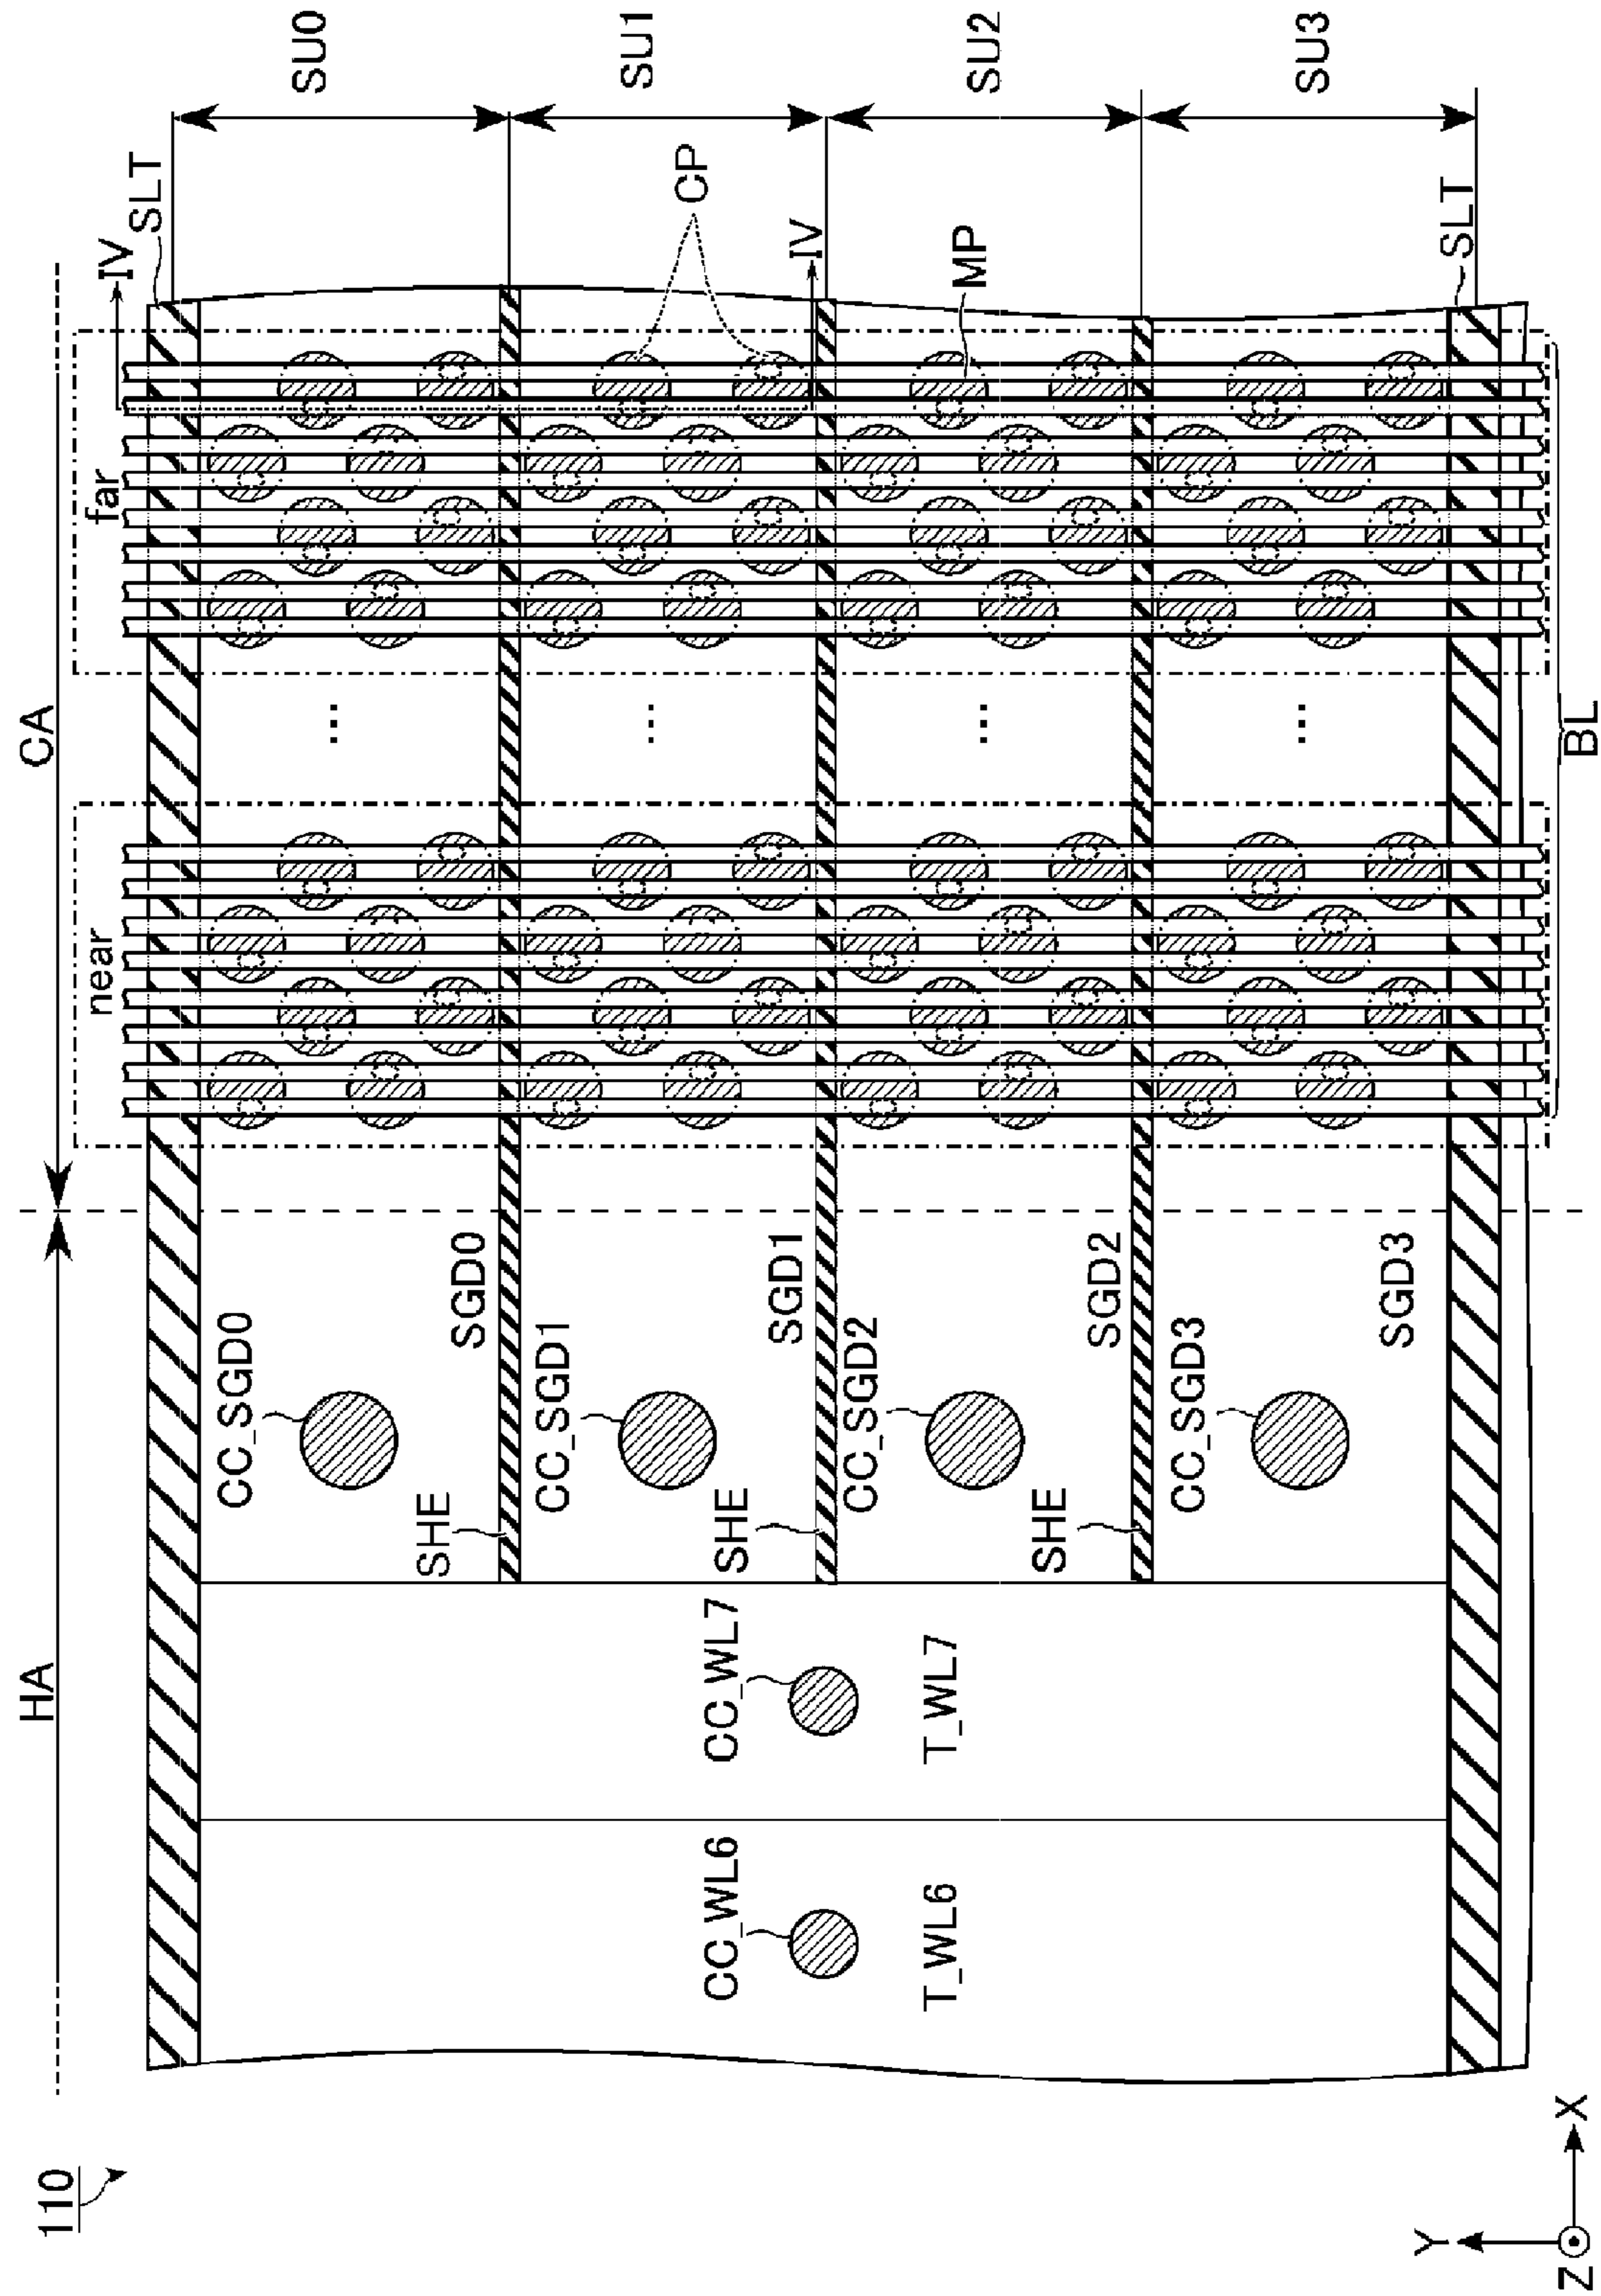 110
HA
CA
near
far
IV
SLT
SU0
SU1
SU2
SU3
CP
IV
MP
SLT
CC_SGD0
SGD0
SHE
CC_SGD1
SGD1
SHE
CC_SGD2
SGD2
SHE
CC_SGD3
SGD3
CC_WL7
T_WL7
CC_WL6
T_WL6
...
...
...
...
BL
Y
Z
X